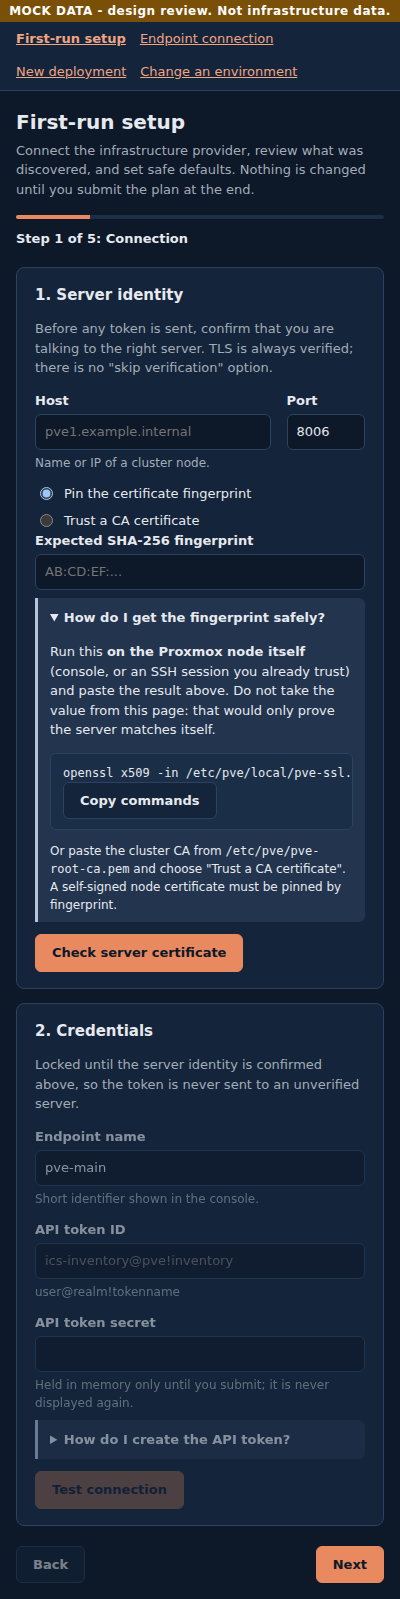 MOCK DATA - design review. Not infrastructure data.
First-run setup Endpoint connection
New deployment Change an environment
First-run setup
Connect the infrastructure provider, review what was
discovered, and set safe defaults. Nothing is changed
until you submit the plan at the end.
Step 1 of 5: Connection
1. Server identity
Before any token is sent, confirm that you are
talking to the right server. TLS is always verified;
there is no "skip verification" option.
Host Port
pve1.example.internal 8006
Name or IP of a cluster node.
Pin the certificate fingerprint
Trust a CA certificate
Expected SHA-256 fingerprint
AB:CD:EF:...
▼ How do I get the fingerprint safely?
Run this on the Proxmox node itself
(console, or an SSH session you already trust)
and paste the result above. Do not take the
value from this page: that would only prove
the server matches itself.
openssl x509 -in /etc/pve/local/pve-ssl.
Copy commands
Or paste the cluster CA from /etc/pve/pve-
root-ca.pem and choose "Trust a CA certificate".
A self-signed node certificate must be pinned by
fingerprint.
Check server certificate
2. Credentials
Locked until the server identity is confirmed
above, so the token is never sent to an unverified
server.
Endpoint name
pve-main
Short identifier shown in the console.
API token ID
ics-inventory@pve!inventory
user@realm!tokenname
API token secret
Held in memory only until you submit; it is never
displayed again.
▶ How do I create the API token?
Test connection
Back Next